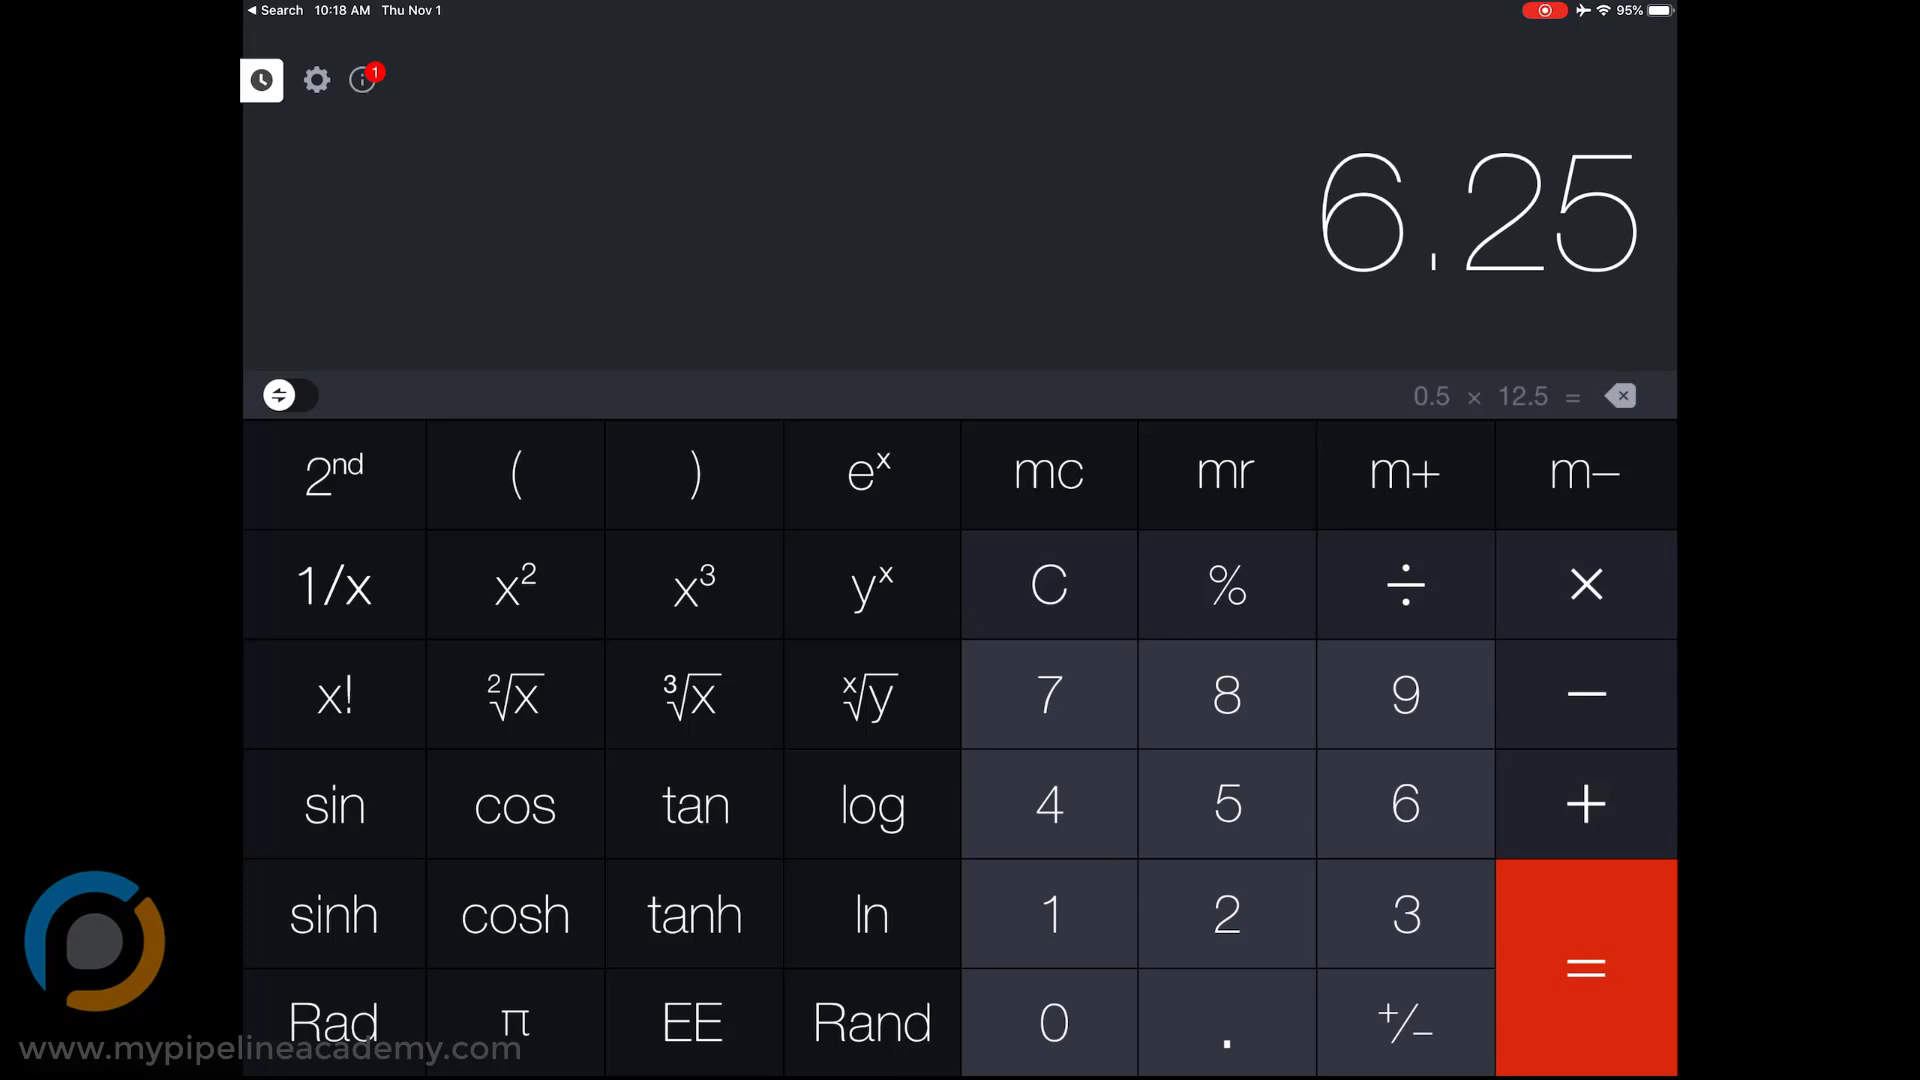 Search 10:18 AM Thu Nov 1 95%
1
6.25
0.5 × 12.5 =
2nd ( ) eˣ mc mr m+ m–
1/x x² x³ yˣ C % ÷ ×
x! ²√x ³√x ˣ√y 7 8 9 –
sin cos tan log 4 5 6 +
sinh cosh tanh ln 1 2 3 =
Rad π EE Rand 0 . +/–
www.mypipelineacademy.com